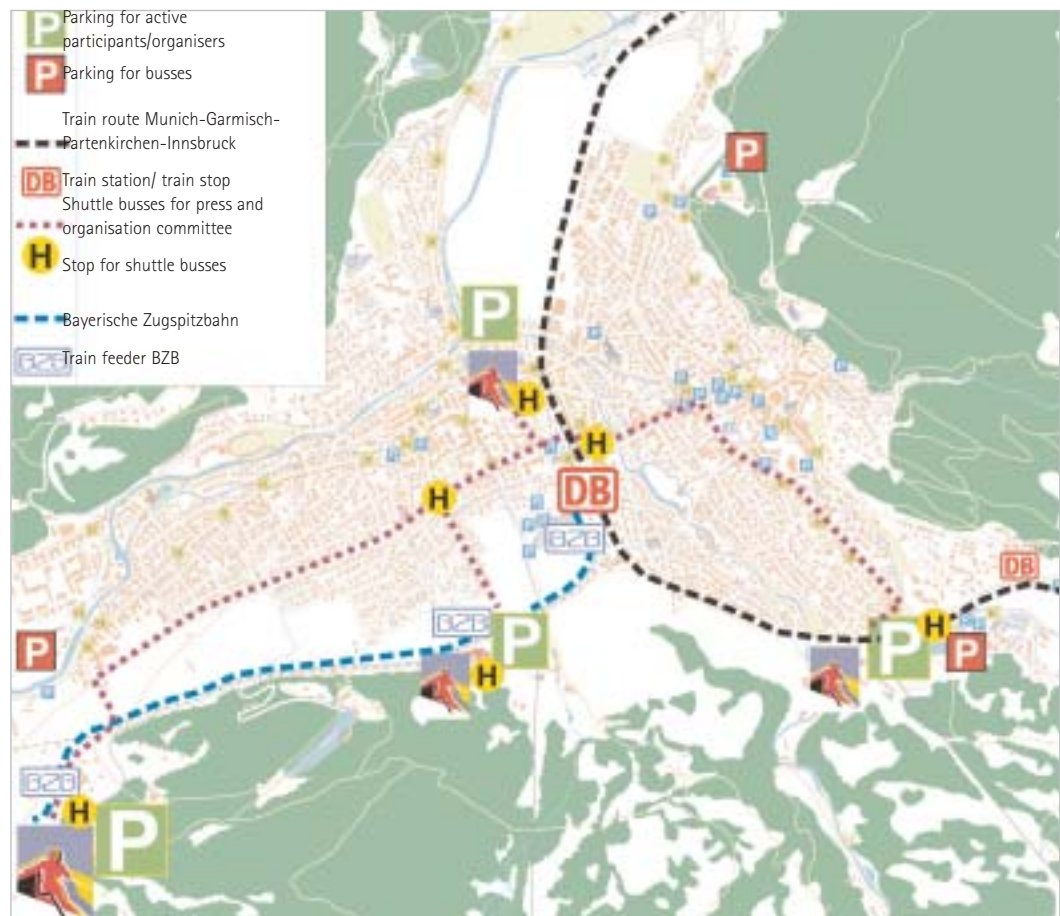 P
Parking for active
participants/organisers
P
Parking for busses
Train route Munich-Garmisch-
Partenkirchen-Innsbruck
DB
Train station/ train stop
Shuttle busses for press and
organisation committee
H
Stop for shuttle busses
Bayerische Zugspitzbahn
BZB
Train feeder BZB
P
P
H
H
H
DB
BZB
DB
BZB
P
H
P
H
P
P
BZB
H
P